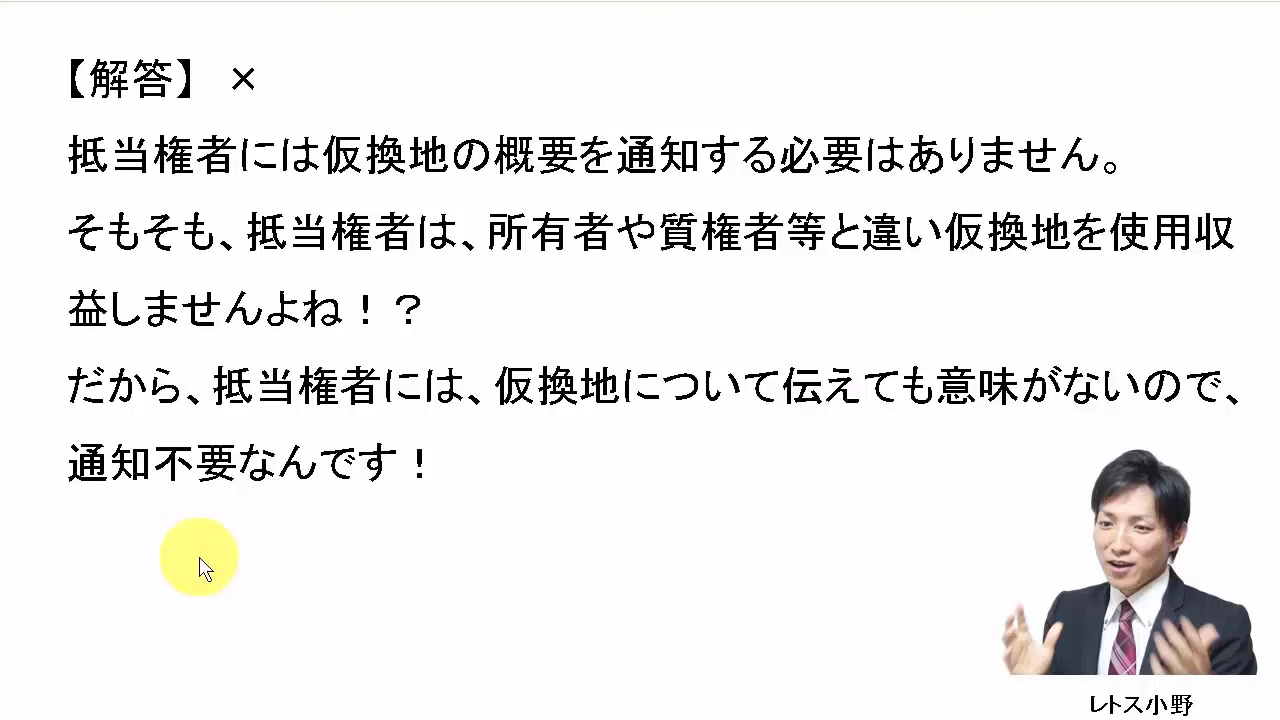 【解答】　×
抵当権者には仮換地の概要を通知する必要はありません。
そもそも、抵当権者は、所有者や質権者等と違い仮換地を使用収
益しませんよね！？
だから、抵当権者には、仮換地について伝えても意味がないので、
通知不要なんです！
レトス小野